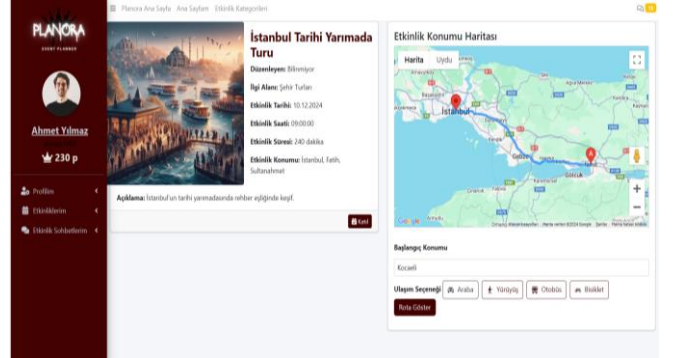 PLANORA
EVENT PLANNER
Ahmet Yılmaz
230 p
Profilim
Etkinliklerim
Etkinlik Sohbetlerim
Planora Ana Sayfa Ana Sayfam Etkinlik Kategorileri
İstanbul Tarihi Yarımada
Turu
Düzenleyen: Bilinmiyor
İlgi Alanı: Şehir Turları
Etkinlik Tarihi: 10.12.2024
Etkinlik Saati: 09:00:00
Etkinlik Süresi: 240 dakika
Etkinlik Konumu: İstanbul, Fatih,
Sultanahmet
Açıklama: İstanbul'un tarihi yarımadasında rehber eşliğinde keşif.
Katıl
Etkinlik Konumu Haritası
Harita Uydu
İstanbul
Gebze
Gölcük
Armutlu
Google
Başlangıç Konumu
Kocaeli
Ulaşım Seçeneği Araba Yürüyüş Otobüs Bisiklet
Rota Göster